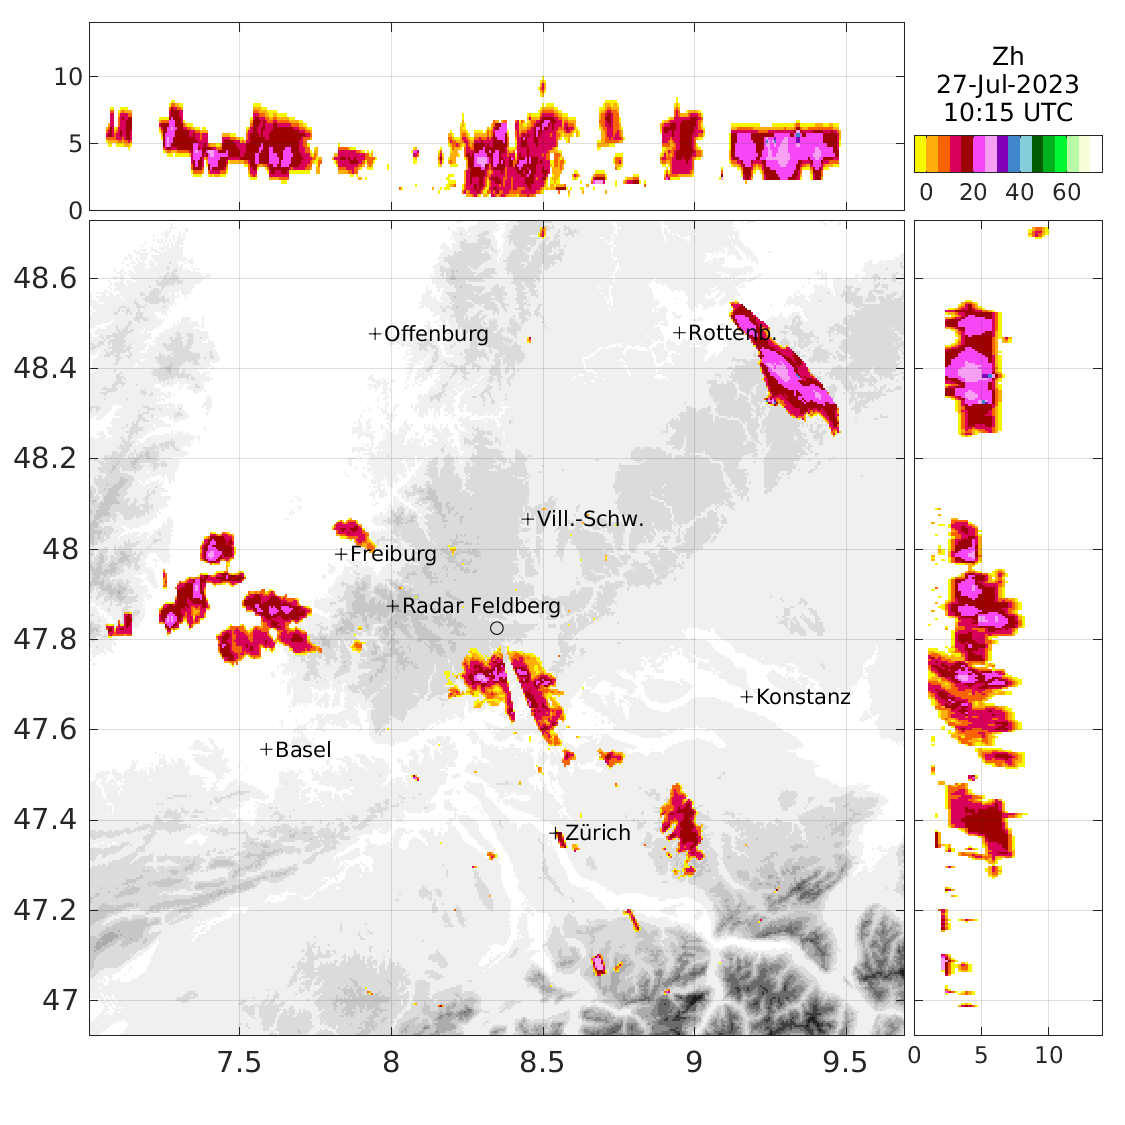 10
5
0
Zh
27-Jul-2023
10:15 UTC
0 20 40 60
48.6
48.4
48.2
48
47.8
47.6
47.4
47.2
47
Offenburg
Rottenb.
Vill.-Schw.
Freiburg
Radar Feldberg
Konstanz
Basel
Zürich
7.5 8 8.5 9 9.5
0 5 10